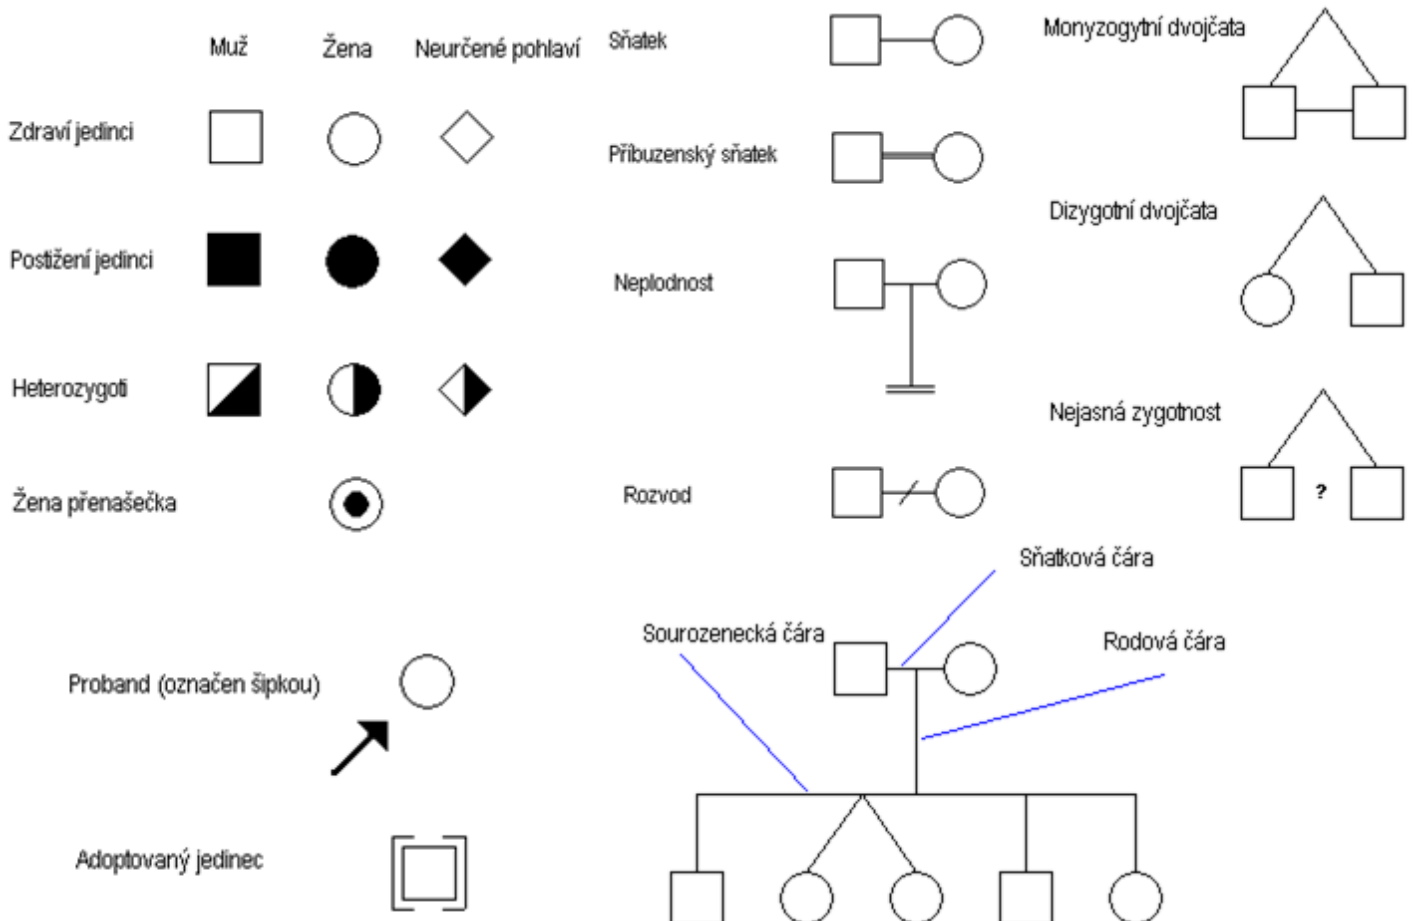 Muž
Žena
Neurčené pohlaví
Zdraví jedinci
Postižení jedinci
Heterozygoti
Žena přenašečka
Proband (označen šipkou)
Adoptovaný jedinec
Sňatek
Příbuzenský sňatek
Neplodnost
Rozvod
Monyzogytní dvojčata
Dizygotní dvojčata
Nejasná zygotnost
?
Sňatková čára
Sourozenecká čára
Rodová čára